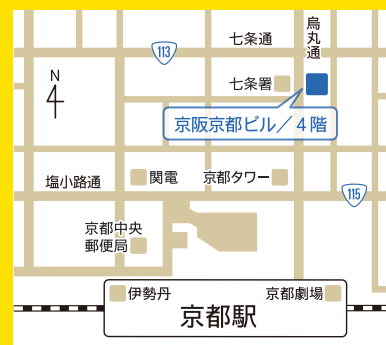 七条通
烏丸通
113
N
七条署
京阪京都ビル／4階
塩小路通
関電
京都タワー
115
京都中央
郵便局
伊勢丹
京都劇場
京都駅